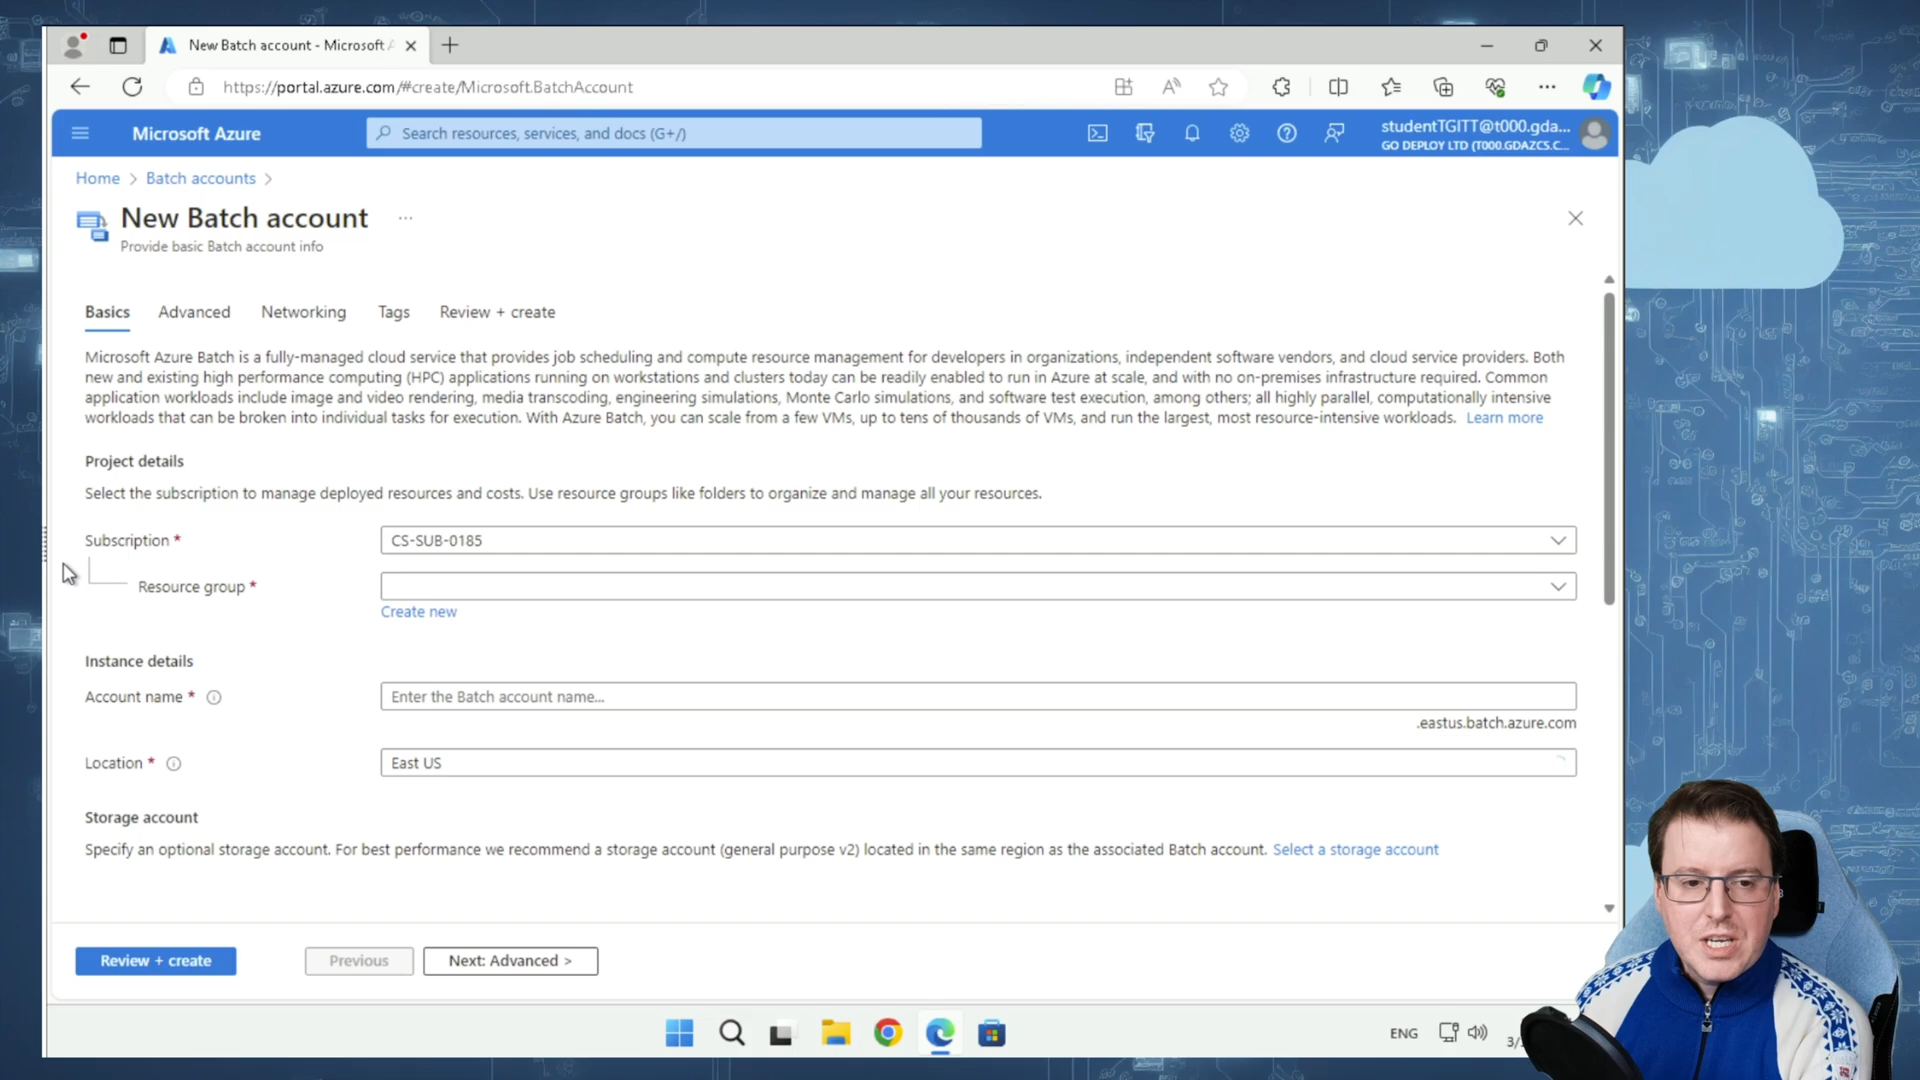 New Batch account - Microsoft A
https://portal.azure.com/#create/Microsoft.BatchAccount
Microsoft Azure
Search resources, services, and docs (G+/)
studentTGITT@t000.gda...
GO DEPLOY LTD (T000.GDAZCS.C...
Home > Batch accounts >
New Batch account ...
Provide basic Batch account info
Basics Advanced Networking Tags Review + create
Microsoft Azure Batch is a fully-managed cloud service that provides job scheduling and compute resource management for developers in organizations, independent software vendors, and cloud service providers. Both
new and existing high performance computing (HPC) applications running on workstations and clusters today can be readily enabled to run in Azure at scale, and with no on-premises infrastructure required. Common
application workloads include image and video rendering, media transcoding, engineering simulations, Monte Carlo simulations, and software test execution, among others; all highly parallel, computationally intensive
workloads that can be broken into individual tasks for execution. With Azure Batch, you can scale from a few VMs, up to tens of thousands of VMs, and run the largest, most resource-intensive workloads. Learn more
Project details
Select the subscription to manage deployed resources and costs. Use resource groups like folders to organize and manage all your resources.
Subscription *
CS-SUB-0185
Resource group *
Create new
Instance details
Account name *
Enter the Batch account name...
.eastus.batch.azure.com
Location *
East US
Storage account
Specify an optional storage account. For best performance we recommend a storage account (general purpose v2) located in the same region as the associated Batch account. Select a storage account
Review + create
Previous
Next: Advanced >
ENG
3/